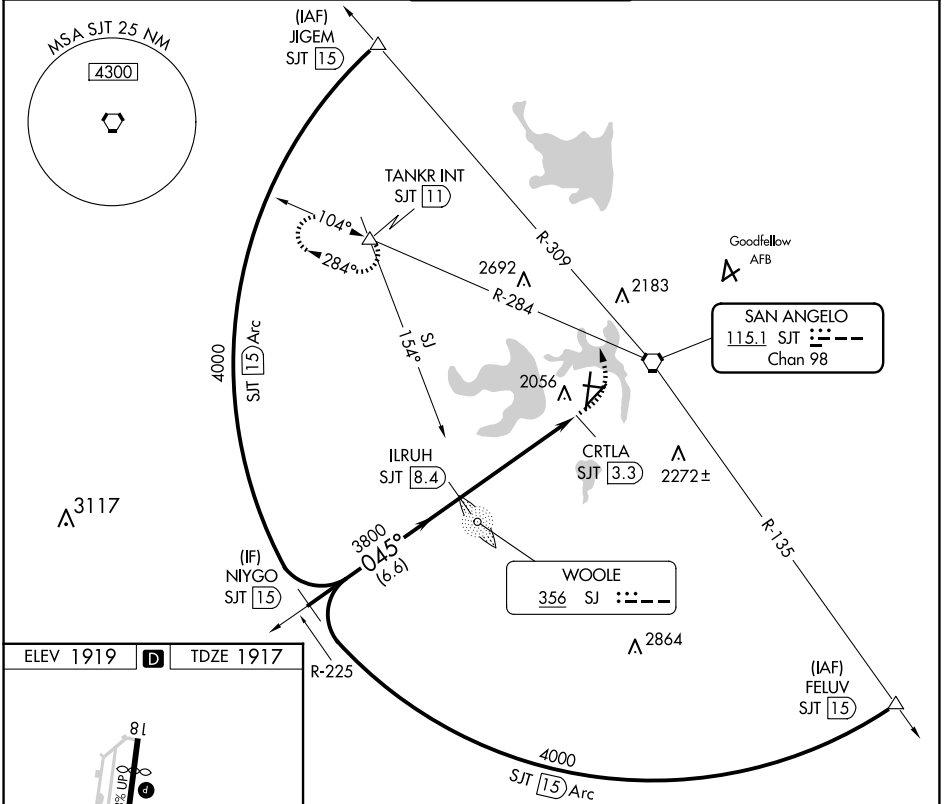 MSA SJT 25 NM
4300
(IAF)
JIGEM
SJT 15
TANKR INT
SJT 11
104°
284°
R-309
Goodfellow
AFB
2692
R-284
2183
SAN ANGELO
115.1 SJT
Chan 98
4000
SJT 15 Arc
SJ
154°
2056
ILRUH
SJT 8.4
CRTLA
SJT 3.3
2272±
3117
3800
045°
(6.6)
R-135
(IF)
NIYGO
SJT 15
WOOLE
356 SJ
2864
R-225
(IAF)
FELUV
SJT 15
4000
SJT 15 Arc
ELEV 1919 D TDZE 1917
18
% UP
P